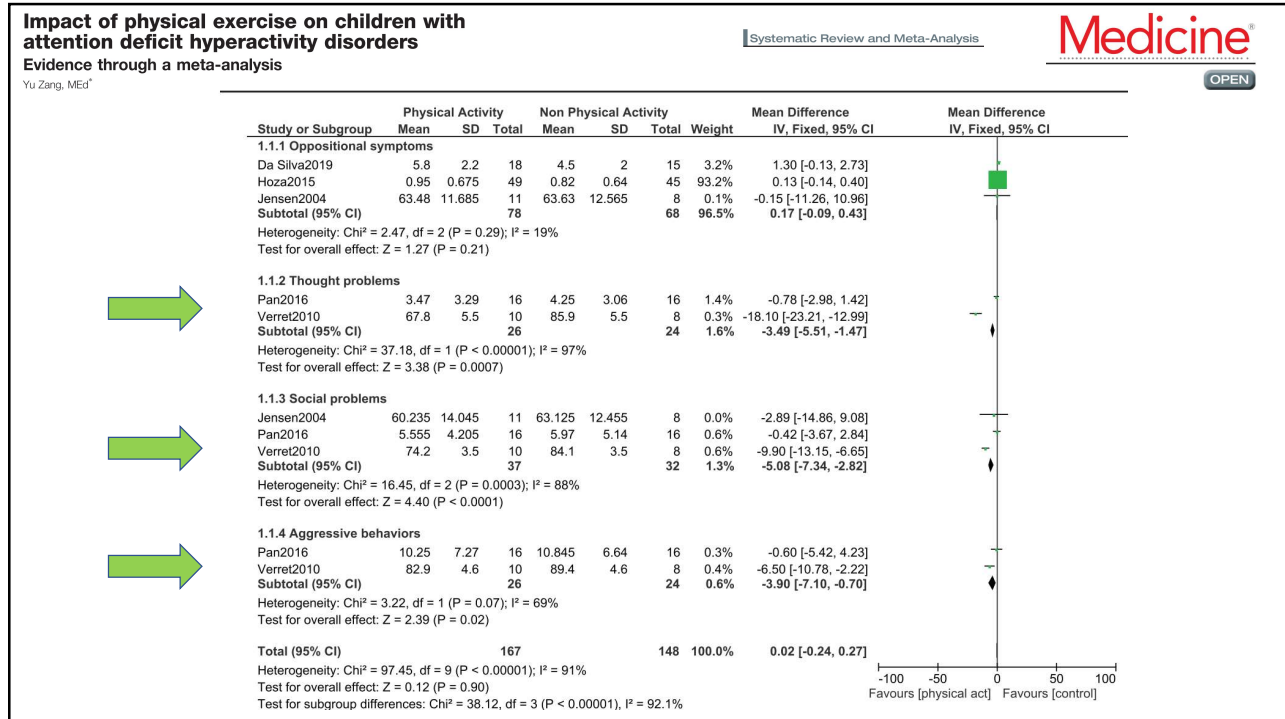 Impact of physical exercise on children with
attention deficit hyperactivity disorders
Evidence through a meta-analysis
Yu Zang, MEd*
Systematic Review and Meta-Analysis
Medicine®
OPEN
Physical Activity Non Physical Activity Mean Difference Mean Difference
Study or Subgroup Mean SD Total Mean SD Total Weight IV, Fixed, 95% CI IV, Fixed, 95% CI
1.1.1 Oppositional symptoms
Da Silva2019 5.8 2.2 18 4.5 2 15 3.2% 1.30 [-0.13, 2.73]
Hoza2015 0.95 0.675 49 0.82 0.64 45 93.2% 0.13 [-0.14, 0.40]
Jensen2004 63.48 11.685 11 63.63 12.565 8 0.1% -0.15 [-11.26, 10.96]
Subtotal (95% CI) 78 68 96.5% 0.17 [-0.09, 0.43]
Heterogeneity: Chi² = 2.47, df = 2 (P = 0.29); I² = 19%
Test for overall effect: Z = 1.27 (P = 0.21)
1.1.2 Thought problems
Pan2016 3.47 3.29 16 4.25 3.06 16 1.4% -0.78 [-2.98, 1.42]
Verret2010 67.8 5.5 10 85.9 5.5 8 0.3% -18.10 [-23.21, -12.99]
Subtotal (95% CI) 26 24 1.6% -3.49 [-5.51, -1.47]
Heterogeneity: Chi² = 37.18, df = 1 (P < 0.00001); I² = 97%
Test for overall effect: Z = 3.38 (P = 0.0007)
1.1.3 Social problems
Jensen2004 60.235 14.045 11 63.125 12.455 8 0.0% -2.89 [-14.86, 9.08]
Pan2016 5.555 4.205 16 5.97 5.14 16 0.6% -0.42 [-3.67, 2.84]
Verret2010 74.2 3.5 10 84.1 3.5 8 0.6% -9.90 [-13.15, -6.65]
Subtotal (95% CI) 37 32 1.3% -5.08 [-7.34, -2.82]
Heterogeneity: Chi² = 16.45, df = 2 (P = 0.0003); I² = 88%
Test for overall effect: Z = 4.40 (P < 0.0001)
1.1.4 Aggressive behaviors
Pan2016 10.25 7.27 16 10.845 6.64 16 0.3% -0.60 [-5.42, 4.23]
Verret2010 82.9 4.6 10 89.4 4.6 8 0.4% -6.50 [-10.78, -2.22]
Subtotal (95% CI) 26 24 0.6% -3.90 [-7.10, -0.70]
Heterogeneity: Chi² = 3.22, df = 1 (P = 0.07); I² = 69%
Test for overall effect: Z = 2.39 (P = 0.02)
Total (95% CI) 167 148 100.0% 0.02 [-0.24, 0.27]
Heterogeneity: Chi² = 97.45, df = 9 (P < 0.00001); I² = 91%
Test for overall effect: Z = 0.12 (P = 0.90)
Test for subgroup differences: Chi² = 38.12, df = 3 (P < 0.00001), I² = 92.1%
-100 -50 0 50 100
Favours [physical act] Favours [control]